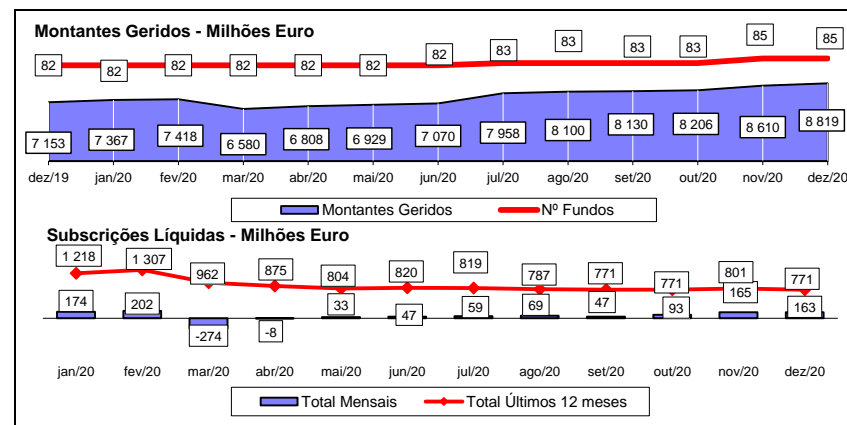 Montantes Geridos - Milhões Euro
82 82 82 82 82 82 82 83 83 83 83 85 85
7 153 7 367 7 418 6 580 6 808 6 929 7 070 7 958 8 100 8 130 8 206 8 610 8 819
dez/19 jan/20 fev/20 mar/20 abr/20 mai/20 jun/20 jul/20 ago/20 set/20 out/20 nov/20 dez/20
Montantes Geridos Nº Fundos
Subscrições Líquidas - Milhões Euro
1 218 1 307 962 875 804 820 819 787 771 771 801 771
174 202 -274 -8 33 47 59 69 47 93 165 163
jan/20 fev/20 mar/20 abr/20 mai/20 jun/20 jul/20 ago/20 set/20 out/20 nov/20 dez/20
Total Mensais Total Últimos 12 meses